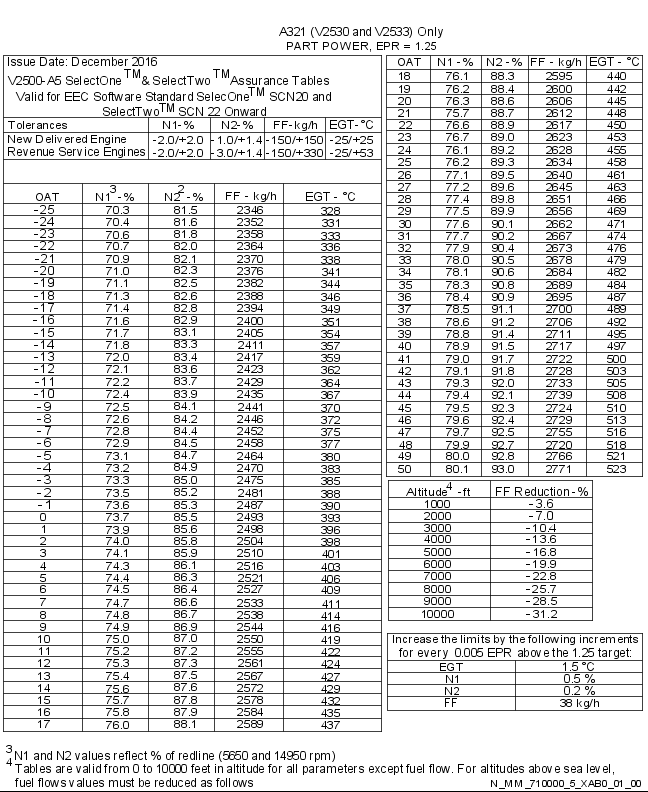 A321 (V2530 and V2533) Only
PART POWER, EPR = 1.25
Issue Date: December 2016
V2500-A5 SelectOne TM & SelectTwo TM Assurance Tables
Valid for EEC Software Standard SelecOne TM SCN20 and
SelectTwo TM SCN 22 Onward
Tolerances N1-% N2-% FF-kg/h EGT-°C
New Delivered Engine -2.0/+2.0 -1.0/+1.4 -150/+150 -25/+25
Revenue Service Engines -2.0/+2.0 -3.0/+1.4 -150/+330 -25/+53
OAT N1 3 -% N2 2 -% FF - kg/h EGT - °C
-25 70.3 81.5 2346 328
-24 70.4 81.6 2352 331
-23 70.6 81.8 2358 333
-22 70.7 82.0 2364 336
-21 70.9 82.1 2370 338
-20 71.0 82.3 2376 341
-19 71.1 82.5 2382 344
-18 71.3 82.6 2388 346
-17 71.4 82.8 2394 349
-16 71.6 82.9 2400 351
-15 71.7 83.1 2405 354
-14 71.8 83.3 2411 357
-13 72.0 83.4 2417 359
-12 72.1 83.6 2423 362
-11 72.2 83.7 2429 364
-10 72.4 83.9 2435 367
-9 72.5 84.1 2441 370
-8 72.6 84.2 2446 372
-7 72.8 84.4 2452 375
-6 72.9 84.5 2458 377
-5 73.1 84.7 2464 380
-4 73.2 84.9 2470 383
-3 73.3 85.0 2475 385
-2 73.5 85.2 2481 388
-1 73.6 85.3 2487 390
0 73.7 85.5 2493 393
1 73.9 85.6 2498 396
2 74.0 85.8 2504 398
3 74.1 85.9 2510 401
4 74.3 86.1 2516 403
5 74.4 86.3 2521 406
6 74.5 86.4 2527 409
7 74.7 86.6 2533 411
8 74.8 86.7 2538 414
9 74.9 86.9 2544 416
10 75.0 87.0 2550 419
11 75.2 87.2 2555 422
12 75.3 87.3 2561 424
13 75.4 87.5 2567 427
14 75.6 87.6 2572 429
15 75.7 87.8 2578 432
16 75.8 87.9 2584 435
17 76.0 88.1 2589 437
OAT N1-% N2-% FF - kg/h EGT - °C
18 76.1 88.3 2595 440
19 76.2 88.4 2600 442
20 76.3 88.6 2606 445
21 75.7 88.7 2612 448
22 76.6 88.9 2617 450
23 76.7 89.0 2623 453
24 76.1 89.2 2628 455
25 76.2 89.3 2634 458
26 77.1 89.5 2640 461
27 77.2 89.6 2645 463
28 77.4 89.8 2651 466
29 77.5 89.9 2656 469
30 77.6 90.1 2662 471
31 77.7 90.2 2667 474
32 77.9 90.4 2673 476
33 78.0 90.5 2678 479
34 78.1 90.6 2684 482
35 78.3 90.8 2689 484
36 78.4 90.9 2695 487
37 78.5 91.1 2700 489
38 78.6 91.2 2706 492
39 78.8 91.4 2711 495
40 78.9 91.5 2717 497
41 79.0 91.7 2722 500
42 79.1 91.8 2728 503
43 79.3 92.0 2733 505
44 79.4 92.1 2739 508
45 79.5 92.3 2724 510
46 79.6 92.4 2729 513
47 79.7 92.5 2755 516
48 79.9 92.7 2720 518
49 80.0 92.8 2766 521
50 80.1 93.0 2771 523
Altitude 4 -ft FF Reduction-%
1000 -3.6
2000 -7.0
3000 -10.4
4000 -13.6
5000 -16.8
6000 -19.9
7000 -22.8
8000 -25.7
9000 -28.5
10000 -31.2
Increase the limits by the following increments
for every 0.005 EPR above the 1.25 target:
EGT 1.5 °C
N1 0.5 %
N2 0.2 %
FF 38 kg/h
3 N1 and N2 values reflect % of redline (5650 and 14950 rpm)
4 Tables are valid from 0 to 10000 feet in altitude for all parameters except fuel flow. For altitudes above sea level,
fuel flows values must be reduced as follows
N_MM_710000_5_XAB0_01_00